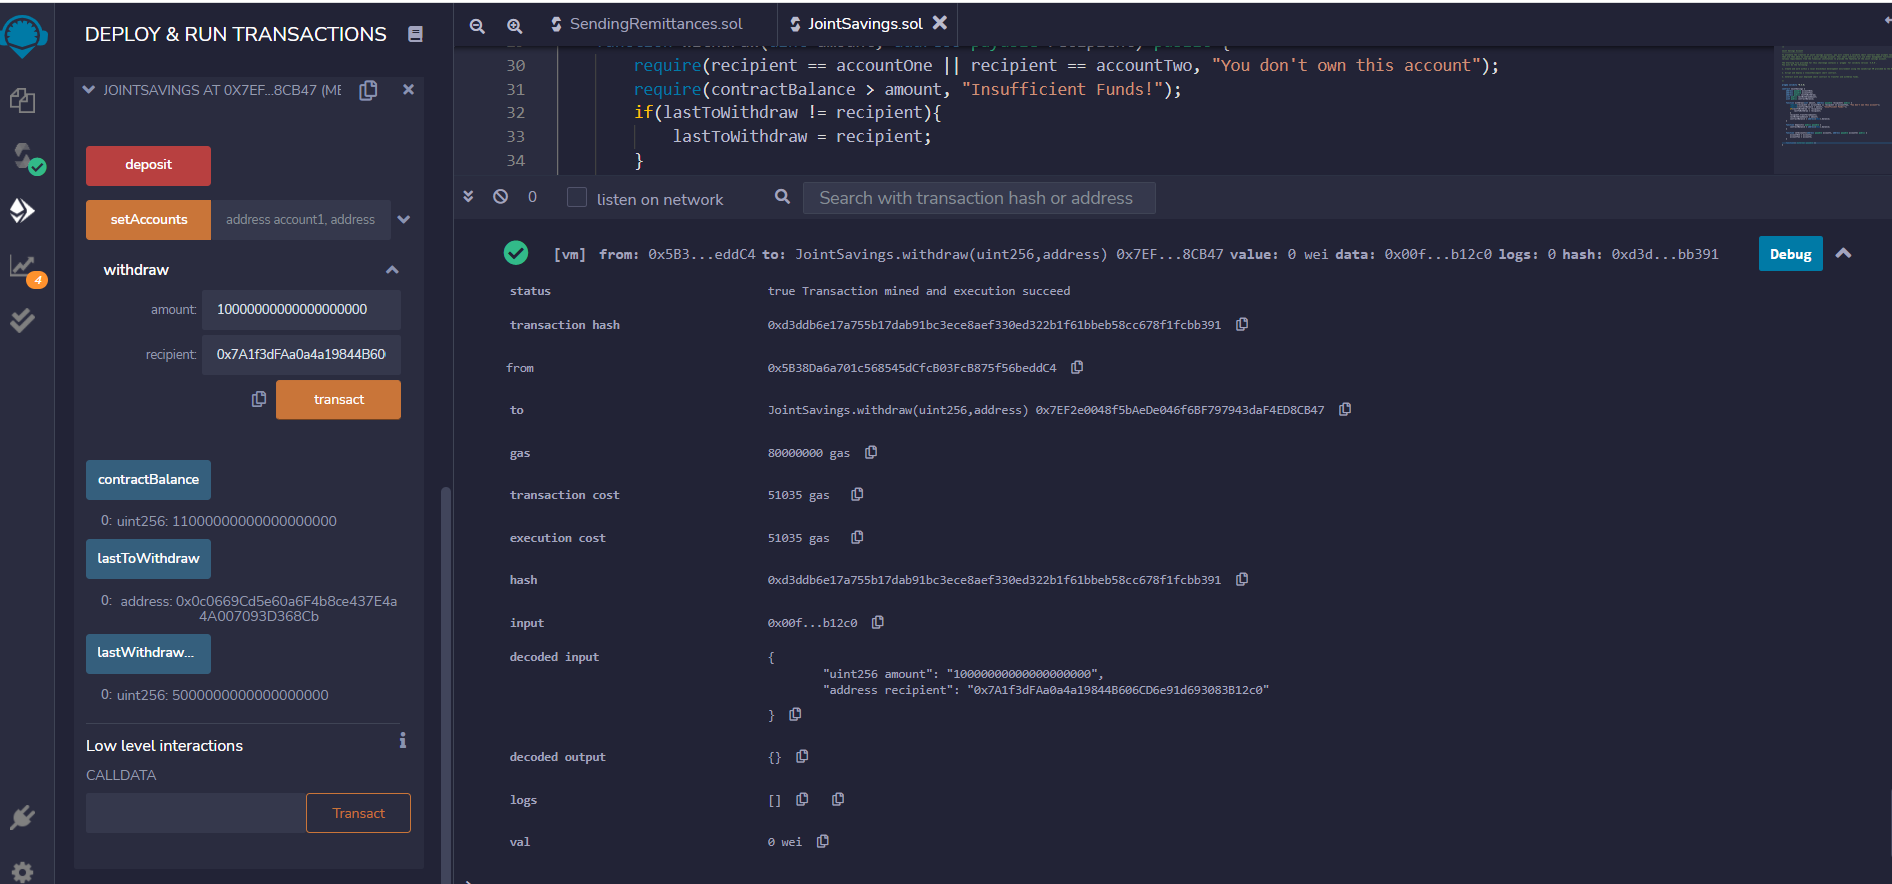 DEPLOY & RUN TRANSACTIONS
JOINTSAVINGS AT 0X7EF...8CB47 (ME
deposit
setAccounts
address account1, address
withdraw
amount:
10000000000000000000
recipient:
0x7A1f3dFAa0a4a19844B60
transact
contractBalance
0: uint256: 11000000000000000000
lastToWithdraw
0: address: 0x0c0669Cd5e60a6F4b8ce437E4a
4A007093D368Cb
lastWithdraw...
0: uint256: 5000000000000000000
Low level interactions
CALLDATA
Transact
4
SendingRemittances.sol
JointSavings.sol
30 require(recipient == accountOne || recipient == accountTwo, "You don't own this account");
31 require(contractBalance > amount, "Insufficient Funds!");
32 if(lastToWithdraw != recipient){
33 lastToWithdraw = recipient;
34 }
0
listen on network
Search with transaction hash or address
[vm] from: 0x5B3...eddC4 to: JointSavings.withdraw(uint256,address) 0x7EF...8CB47 value: 0 wei data: 0x00f...b12c0 logs: 0 hash: 0xd3d...bb391
Debug
status true Transaction mined and execution succeed
transaction hash 0xd3ddb6e17a755b17dab91bc3ece8aef330ed322b1f61bbeb58cc678f1fcbb391
from 0x5B38Da6a701c568545dCfcB03FcB875f56beddC4
to JointSavings.withdraw(uint256,address) 0x7EF2e0048f5bAeDe046f6BF797943daF4ED8CB47
gas 80000000 gas
transaction cost 51035 gas
execution cost 51035 gas
hash 0xd3ddb6e17a755b17dab91bc3ece8aef330ed322b1f61bbeb58cc678f1fcbb391
input 0x00f...b12c0
decoded input {
"uint256 amount": "10000000000000000000",
"address recipient": "0x7A1f3dFAa0a4a19844B606CD6e91d693083B12c0"
}
decoded output {}
logs []
val 0 wei